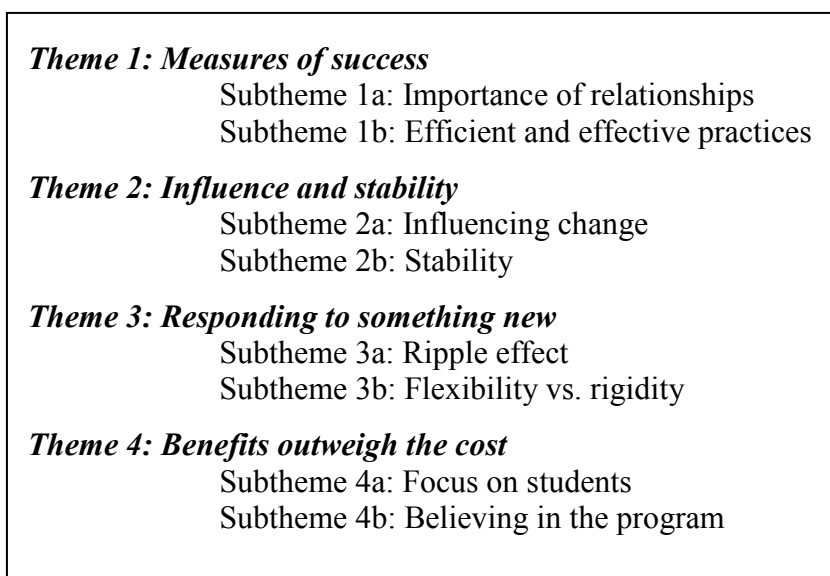 Theme 1: Measures of success
Subtheme 1a: Importance of relationships
Subtheme 1b: Efficient and effective practices
Theme 2: Influence and stability
Subtheme 2a: Influencing change
Subtheme 2b: Stability
Theme 3: Responding to something new
Subtheme 3a: Ripple effect
Subtheme 3b: Flexibility vs. rigidity
Theme 4: Benefits outweigh the cost
Subtheme 4a: Focus on students
Subtheme 4b: Believing in the program